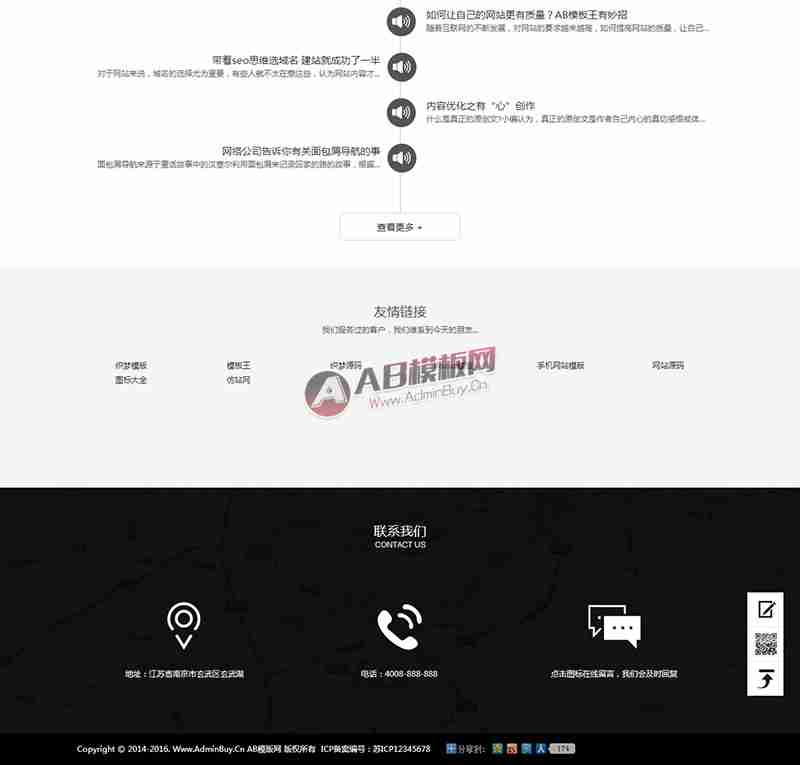 如何让自己的网站更有质量？AB模板王有妙招
随着互联网的不断发展，对网站的要求越来越高，如何提高网站的质量，让自己...
带着seo思维选域名 建站就成功了一半
对于网站来说，域名的选择尤为重要，有些人就不太在意这些，认为网站内容才...
内容优化之有“心”创作
什么是真正的原创文?小编认为，真正的原创文是作者自己内心的真切感领或体...
网络公司告诉你有关面包屑导航的事
面包屑导航来源于童话故事中的汉塞尔利用面包屑来记录回家的路的故事，根据...
查看更多
友情链接
我们服务过的客户，我们维系到今天的朋友...
织梦模板 模板王 织梦源码 手机网站模板 网站源码
图标大全 仿站网
AB模板网
Www.AdminBuy.Cn
联系我们
CONTACT US
地址：江苏省南京市玄武区玄武湖
电话：4008-888-888
点击图标在线留言，我们会及时回复
Copyright © 2014-2016. Www.AdminBuy.Cn AB模板网 版权所有 ICP备案编号：苏ICP12345678 分享到： 174